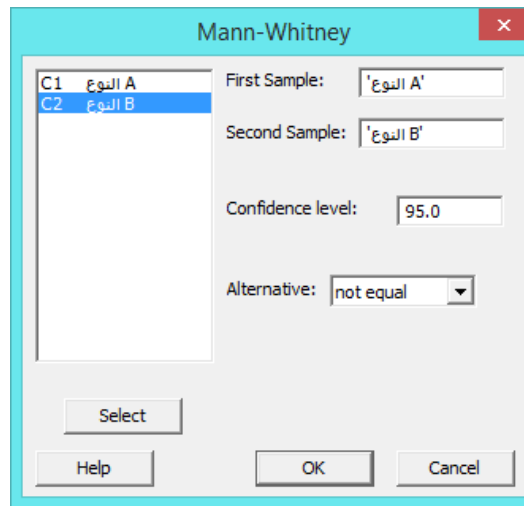 Mann-Whitney
C1 النوع A
C2 النوع B
First Sample: 'النوع A'
Second Sample: 'النوع B'
Confidence level: 95.0
Alternative: not equal
Select
Help OK Cancel